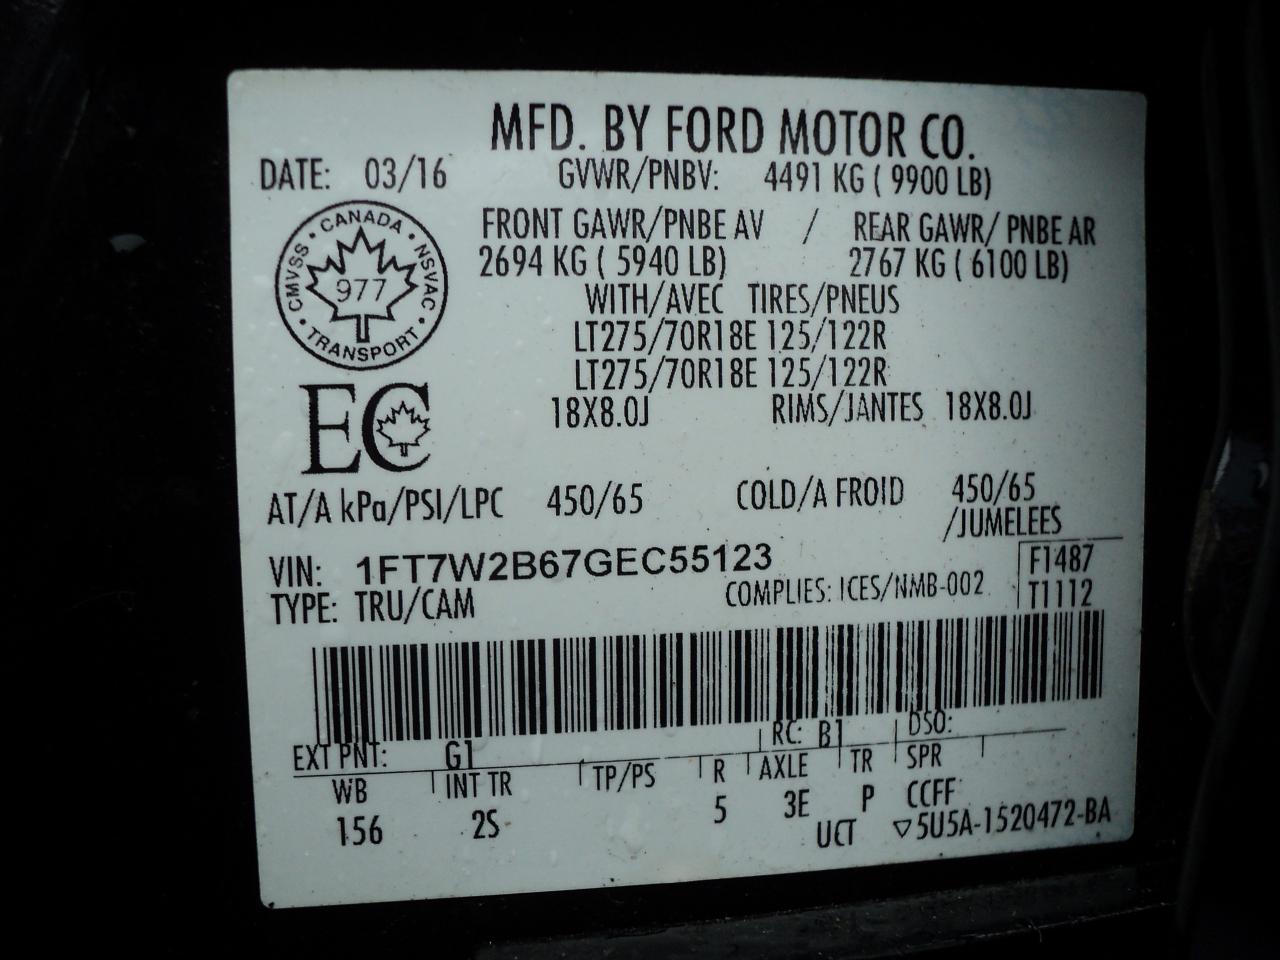 MFD. BY FORD MOTOR CO.
DATE: 03/16 GVWR/PNBV: 4491 KG ( 9900 LB)
CANADA · NSVAC · TRANSPORT · CMVSS ·
977
FRONT GAWR/PNBE AV / REAR GAWR/ PNBE AR
2694 KG ( 5940 LB) 2767 KG ( 6100 LB)
WITH/AVEC TIRES/PNEUS
LT275/70R18E 125/122R
LT275/70R18E 125/122R
EC
18X8.0J RIMS/JANTES 18X8.0J
AT/A kPa/PSI/LPC 450/65 COLD/A FROID 450/65
/JUMELEES
VIN: 1FT7W2B67GEC55123 F1487
TYPE: TRU/CAM COMPLIES: ICES/NMB-002 T1112
EXT PNT: G1 RC: B1 DSO:
WB INT TR TP/PS R AXLE TR SPR
156 2S 5 3E P CCFF
UCT ▽5U5A-1520472-BA